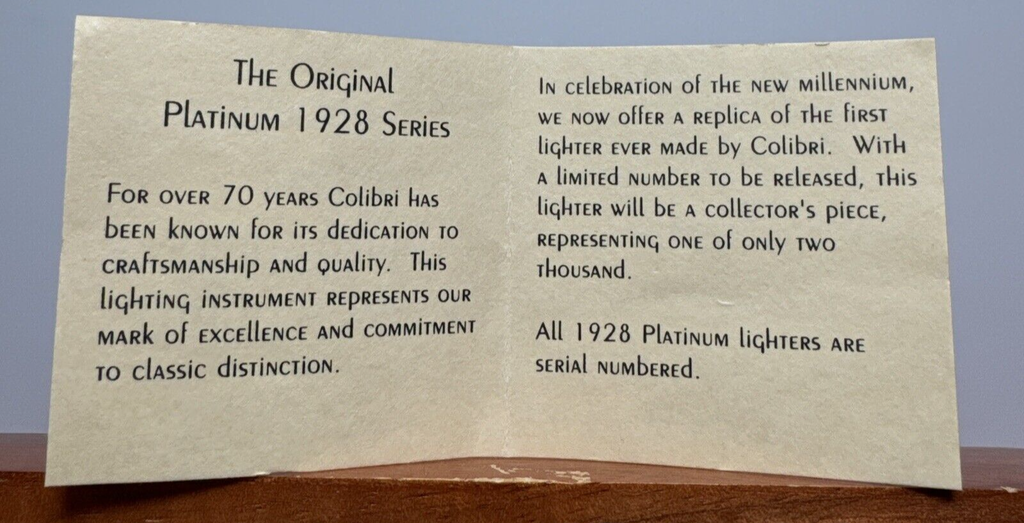 The Original
Platinum 1928 Series
For over 70 years Colibri has
been known for its dedication to
craftsmanship and quality. This
lighting instrument represents our
mark of excellence and commitment
to classic distinction.
In celebration of the new millennium,
we now offer a replica of the first
lighter ever made by Colibri. With
a limited number to be released, this
lighter will be a collector's piece,
representing one of only two
thousand.
All 1928 Platinum lighters are
serial numbered.